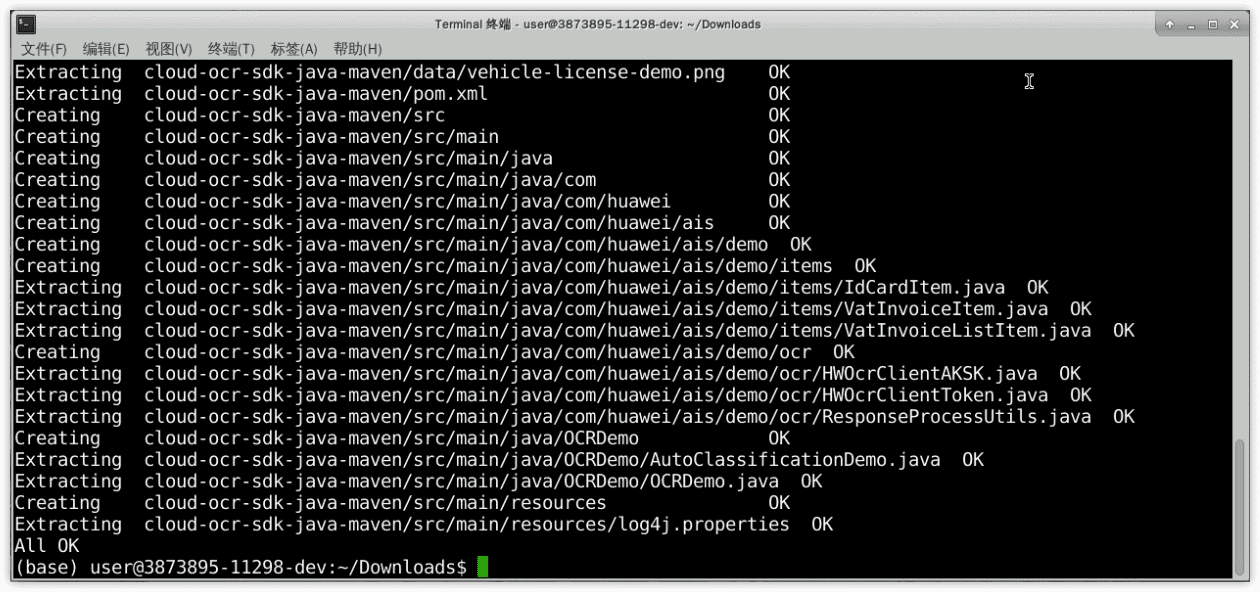 Terminal 终端 - user@3873895-11298-dev: ~/Downloads
文件(F) 编辑(E) 视图(V) 终端(T) 标签(A) 帮助(H)
Extracting  cloud-ocr-sdk-java-maven/data/vehicle-license-demo.png    OK
Extracting  cloud-ocr-sdk-java-maven/pom.xml                          OK
Creating    cloud-ocr-sdk-java-maven/src                              OK
Creating    cloud-ocr-sdk-java-maven/src/main                         OK
Creating    cloud-ocr-sdk-java-maven/src/main/java                    OK
Creating    cloud-ocr-sdk-java-maven/src/main/java/com                OK
Creating    cloud-ocr-sdk-java-maven/src/main/java/com/huawei         OK
Creating    cloud-ocr-sdk-java-maven/src/main/java/com/huawei/ais     OK
Creating    cloud-ocr-sdk-java-maven/src/main/java/com/huawei/ais/demo  OK
Creating    cloud-ocr-sdk-java-maven/src/main/java/com/huawei/ais/demo/items  OK
Extracting  cloud-ocr-sdk-java-maven/src/main/java/com/huawei/ais/demo/items/IdCardItem.java  OK
Extracting  cloud-ocr-sdk-java-maven/src/main/java/com/huawei/ais/demo/items/VatInvoiceItem.java  OK
Extracting  cloud-ocr-sdk-java-maven/src/main/java/com/huawei/ais/demo/items/VatInvoiceListItem.java  OK
Creating    cloud-ocr-sdk-java-maven/src/main/java/com/huawei/ais/demo/ocr  OK
Extracting  cloud-ocr-sdk-java-maven/src/main/java/com/huawei/ais/demo/ocr/HWOcrClientAKSK.java  OK
Extracting  cloud-ocr-sdk-java-maven/src/main/java/com/huawei/ais/demo/ocr/HWOcrClientToken.java  OK
Extracting  cloud-ocr-sdk-java-maven/src/main/java/com/huawei/ais/demo/ocr/ResponseProcessUtils.java  OK
Creating    cloud-ocr-sdk-java-maven/src/main/java/OCRDemo            OK
Extracting  cloud-ocr-sdk-java-maven/src/main/java/OCRDemo/AutoClassificationDemo.java  OK
Extracting  cloud-ocr-sdk-java-maven/src/main/java/OCRDemo/OCRDemo.java  OK
Creating    cloud-ocr-sdk-java-maven/src/main/resources               OK
Extracting  cloud-ocr-sdk-java-maven/src/main/resources/log4j.properties  OK
All OK
(base) user@3873895-11298-dev:~/Downloads$